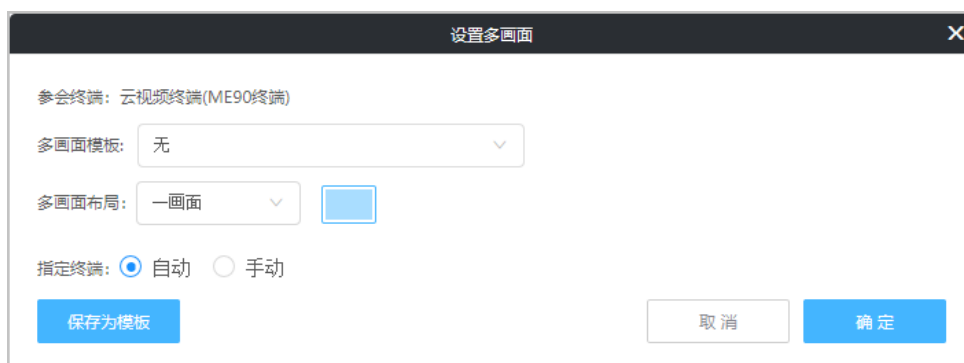 设置多画面
参会终端：云视频终端(ME90终端)
多画面模板: 无
多画面布局： 一画面
指定终端： 自动 手动
保存为模板 取消 确定